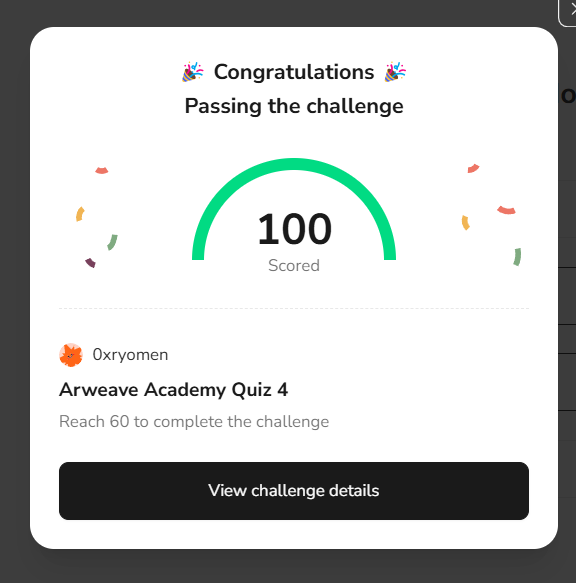 🎉 Congratulations 🎉
Passing the challenge
100
Scored
0xryomen
Arweave Academy Quiz 4
Reach 60 to complete the challenge
View challenge details